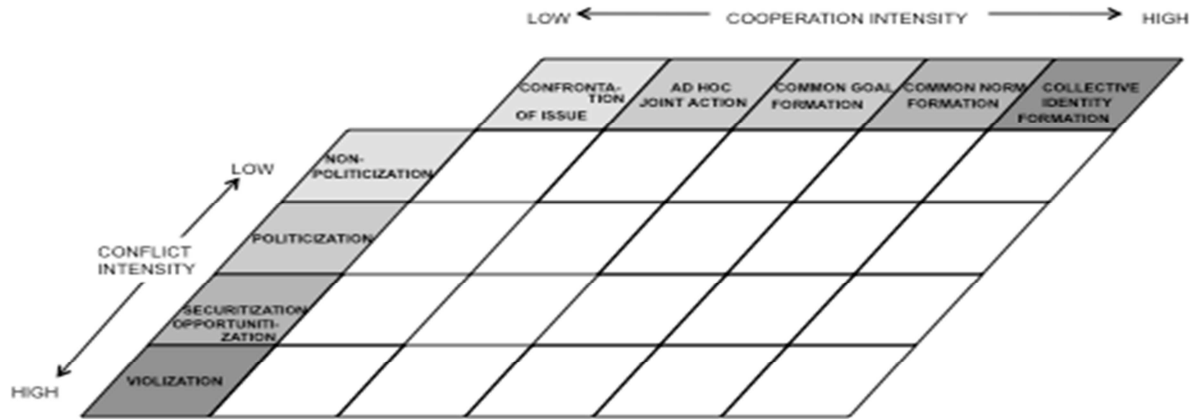 LOW COOPERATION INTENSITY HIGH
CONFRONTA-
TION
OF ISSUE
AD HOC
JOINT ACTION
COMMON GOAL
FORMATION
COMMON NORM
FORMATION
COLLECTIVE
IDENTITY
FORMATION
LOW
NON-
POLITICIZATION
POLITICIZATION
CONFLICT
INTENSITY
SECURITIZATION
OPPORTUNITI-
ZATION
HIGH
VIOLIZATION